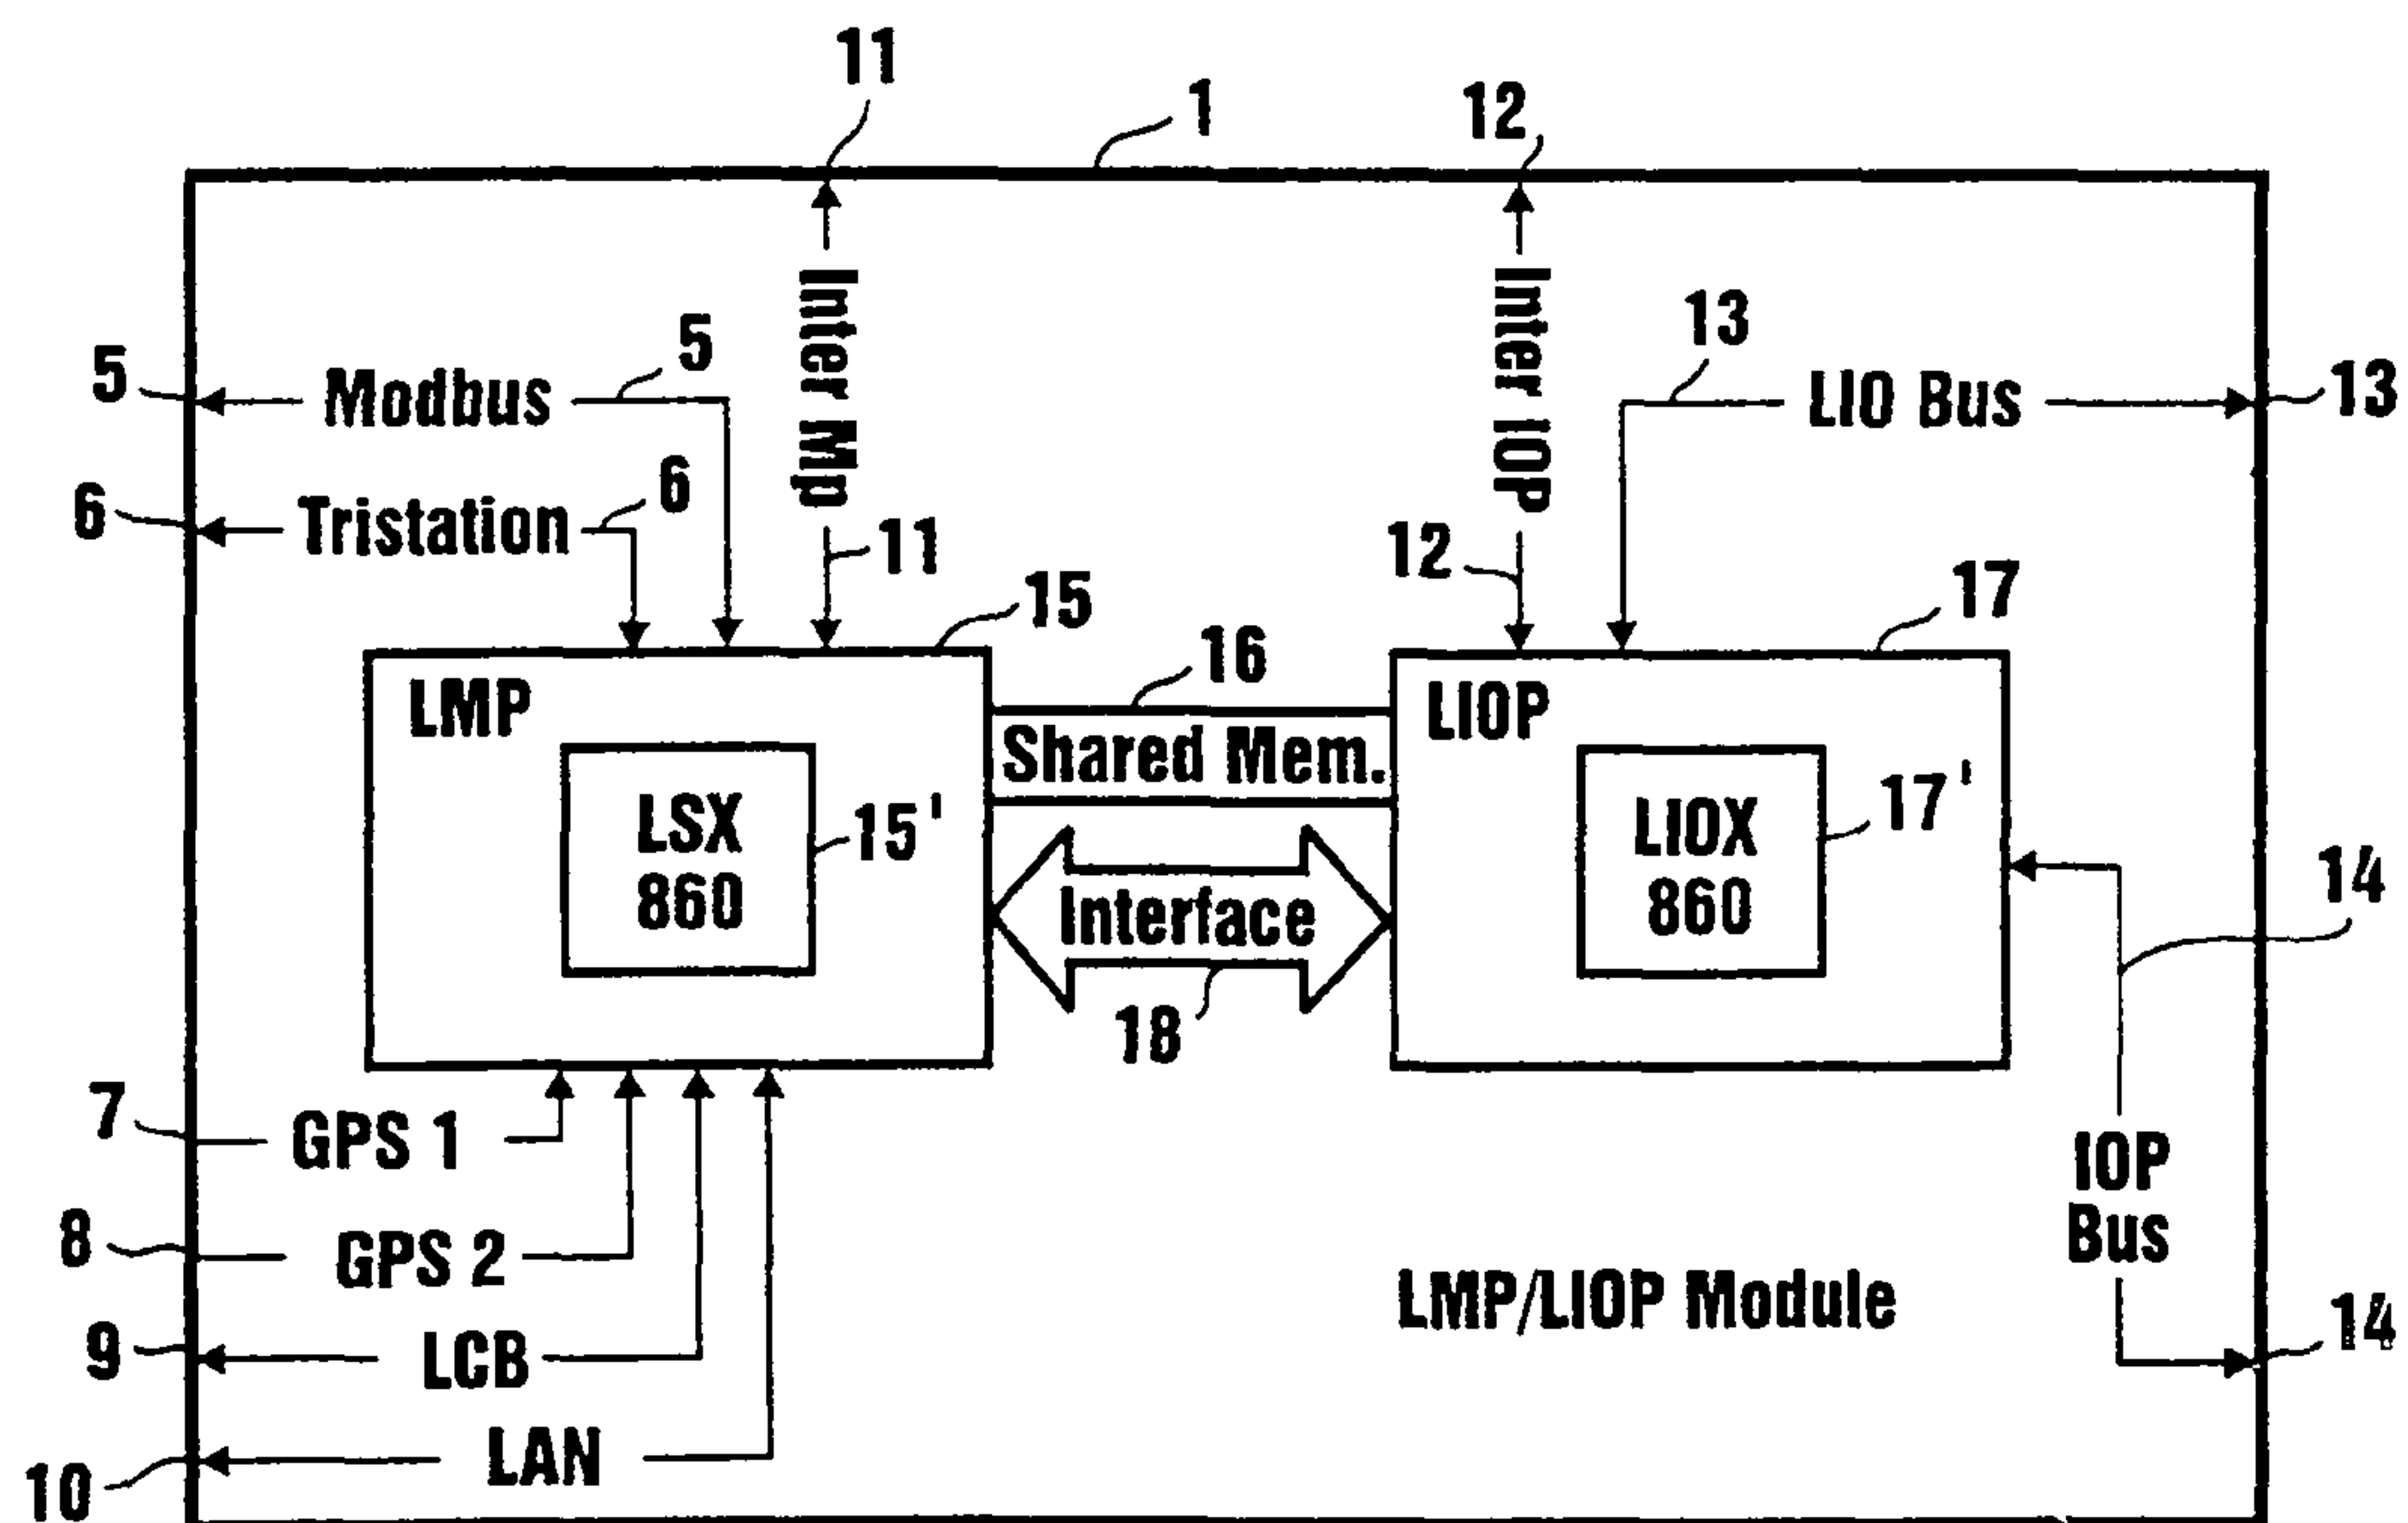 11
1
12
5
Modbus
5
Inter Mp
Inter IOP
13
LIO Bus
13
6
Tristation
6
11
12
15
17
16
LMP
Shared Mem.
LIOP
LSX
860
15'
LIOX
860
17'
14
Interface
18
7
GPS 1
IOP
Bus
8
GPS 2
LMP/LIOP Module
9
LCB
14
10
LAN